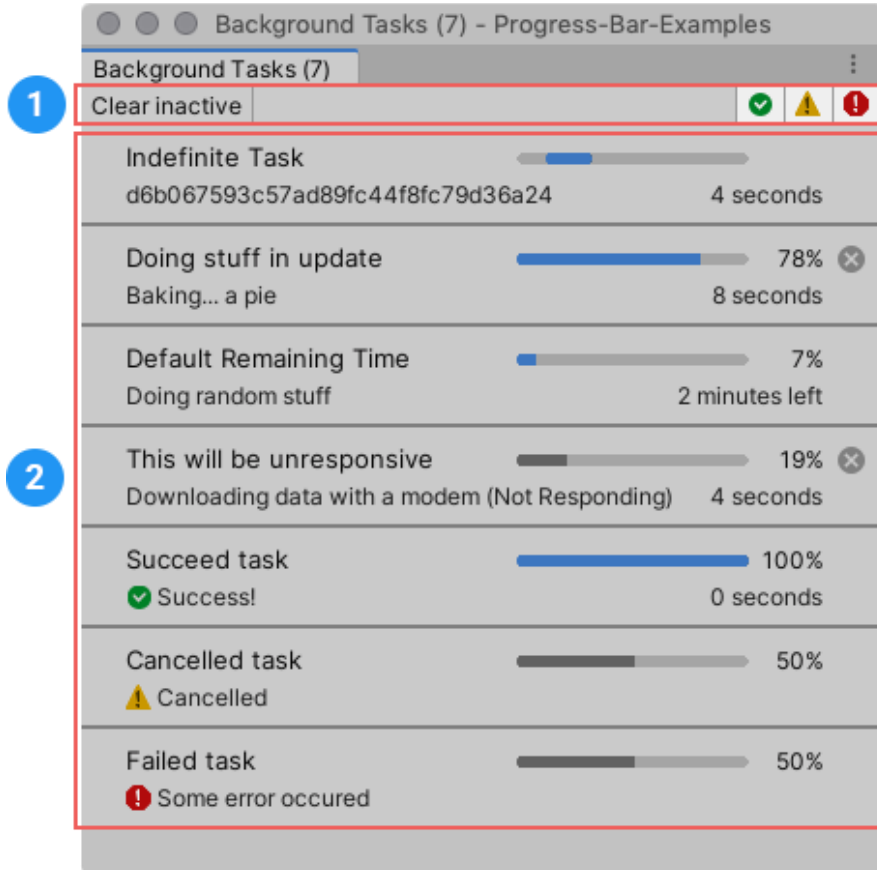 Background Tasks (7) - Progress-Bar-Examples
Background Tasks (7)
1
Clear inactive
Indefinite Task
d6b067593c57ad89fc44f8fc79d36a24 4 seconds
Doing stuff in update 78%
Baking... a pie 8 seconds
Default Remaining Time 7%
Doing random stuff 2 minutes left
2
This will be unresponsive 19%
Downloading data with a modem (Not Responding) 4 seconds
Succeed task 100%
Success! 0 seconds
Cancelled task 50%
Cancelled
Failed task 50%
Some error occured